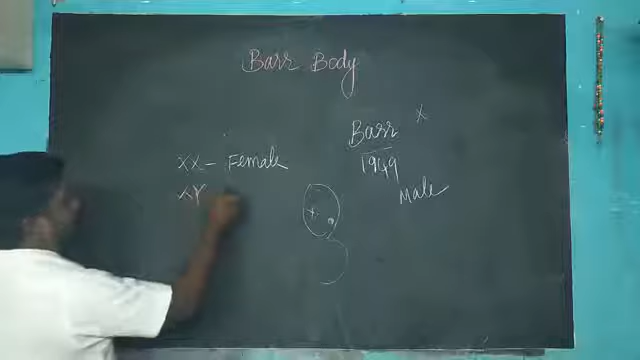 Barr Body
X
Barr
1949
XX - Female
XY
Male
X